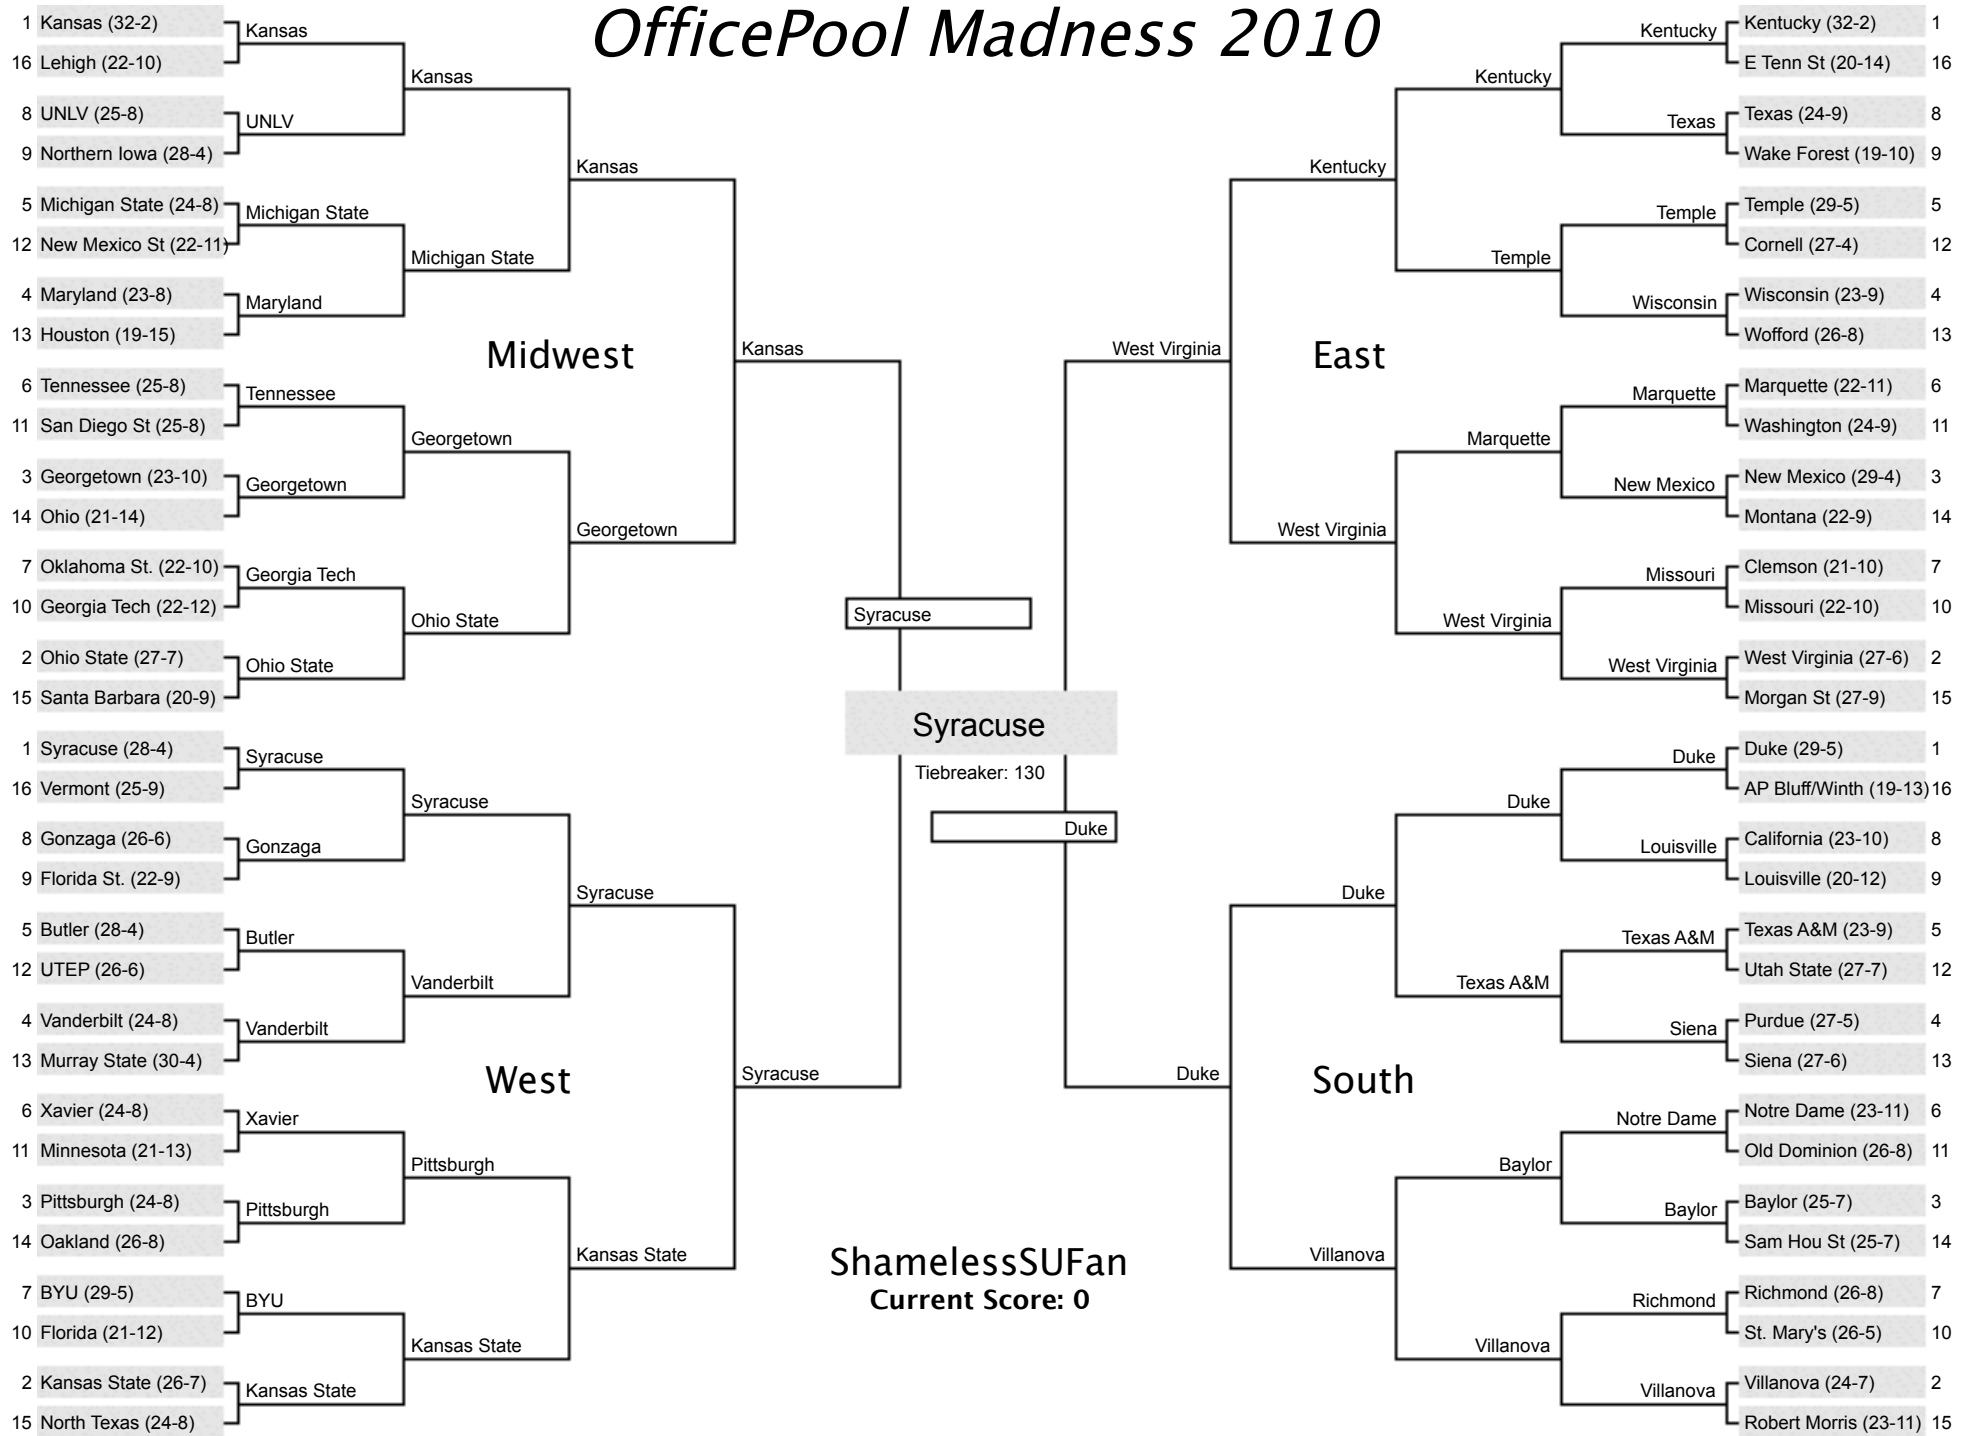 OfficePool Madness 2010
1 Kansas (32-2)
16 Lehigh (22-10)
8 UNLV (25-8)
9 Northern Iowa (28-4)
5 Michigan State (24-8)
12 New Mexico St (22-11)
4 Maryland (23-8)
13 Houston (19-15)
6 Tennessee (25-8)
11 San Diego St (25-8)
3 Georgetown (23-10)
14 Ohio (21-14)
7 Oklahoma St. (22-10)
10 Georgia Tech (22-12)
2 Ohio State (27-7)
15 Santa Barbara (20-9)
Kansas
UNLV
Michigan State
Maryland
Tennessee
Georgetown
Georgia Tech
Ohio State
Kansas
Michigan State
Georgetown
Ohio State
Kansas
Georgetown
Kansas
Midwest
1 Syracuse (28-4)
16 Vermont (25-9)
8 Gonzaga (26-6)
9 Florida St. (22-9)
5 Butler (28-4)
12 UTEP (26-6)
4 Vanderbilt (24-8)
13 Murray State (30-4)
6 Xavier (24-8)
11 Minnesota (21-13)
3 Pittsburgh (24-8)
14 Oakland (26-8)
7 BYU (29-5)
10 Florida (21-12)
2 Kansas State (26-7)
15 North Texas (24-8)
Syracuse
Gonzaga
Butler
Vanderbilt
Xavier
Pittsburgh
BYU
Kansas State
Syracuse
Vanderbilt
Pittsburgh
Kansas State
Syracuse
Kansas State
Syracuse
West
Syracuse
Syracuse
Tiebreaker: 130
Duke
ShamelessSUFan
Current Score: 0
Kentucky (32-2) 1
E Tenn St (20-14) 16
Texas (24-9) 8
Wake Forest (19-10) 9
Temple (29-5) 5
Cornell (27-4) 12
Wisconsin (23-9) 4
Wofford (26-8) 13
Marquette (22-11) 6
Washington (24-9) 11
New Mexico (29-4) 3
Montana (22-9) 14
Clemson (21-10) 7
Missouri (22-10) 10
West Virginia (27-6) 2
Morgan St (27-9) 15
Kentucky
Texas
Temple
Wisconsin
Marquette
New Mexico
Missouri
West Virginia
Kentucky
Temple
Marquette
West Virginia
Kentucky
West Virginia
West Virginia
East
Duke (29-5) 1
AP Bluff/Winth (19-13) 16
California (23-10) 8
Louisville (20-12) 9
Texas A&M (23-9) 5
Utah State (27-7) 12
Purdue (27-5) 4
Siena (27-6) 13
Notre Dame (23-11) 6
Old Dominion (26-8) 11
Baylor (25-7) 3
Sam Hou St (25-7) 14
Richmond (26-8) 7
St. Mary's (26-5) 10
Villanova (24-7) 2
Robert Morris (23-11) 15
Duke
Louisville
Texas A&M
Siena
Notre Dame
Baylor
Richmond
Villanova
Duke
Texas A&M
Baylor
Villanova
Duke
Villanova
Duke
South